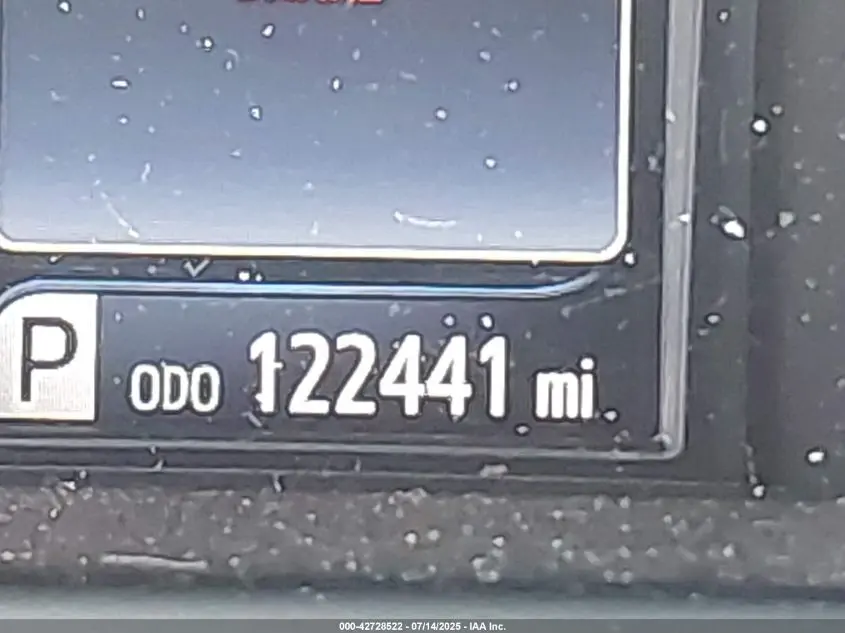 P ODO 122441 mi
000-42728522 - 07/14/2025 - IAA Inc.